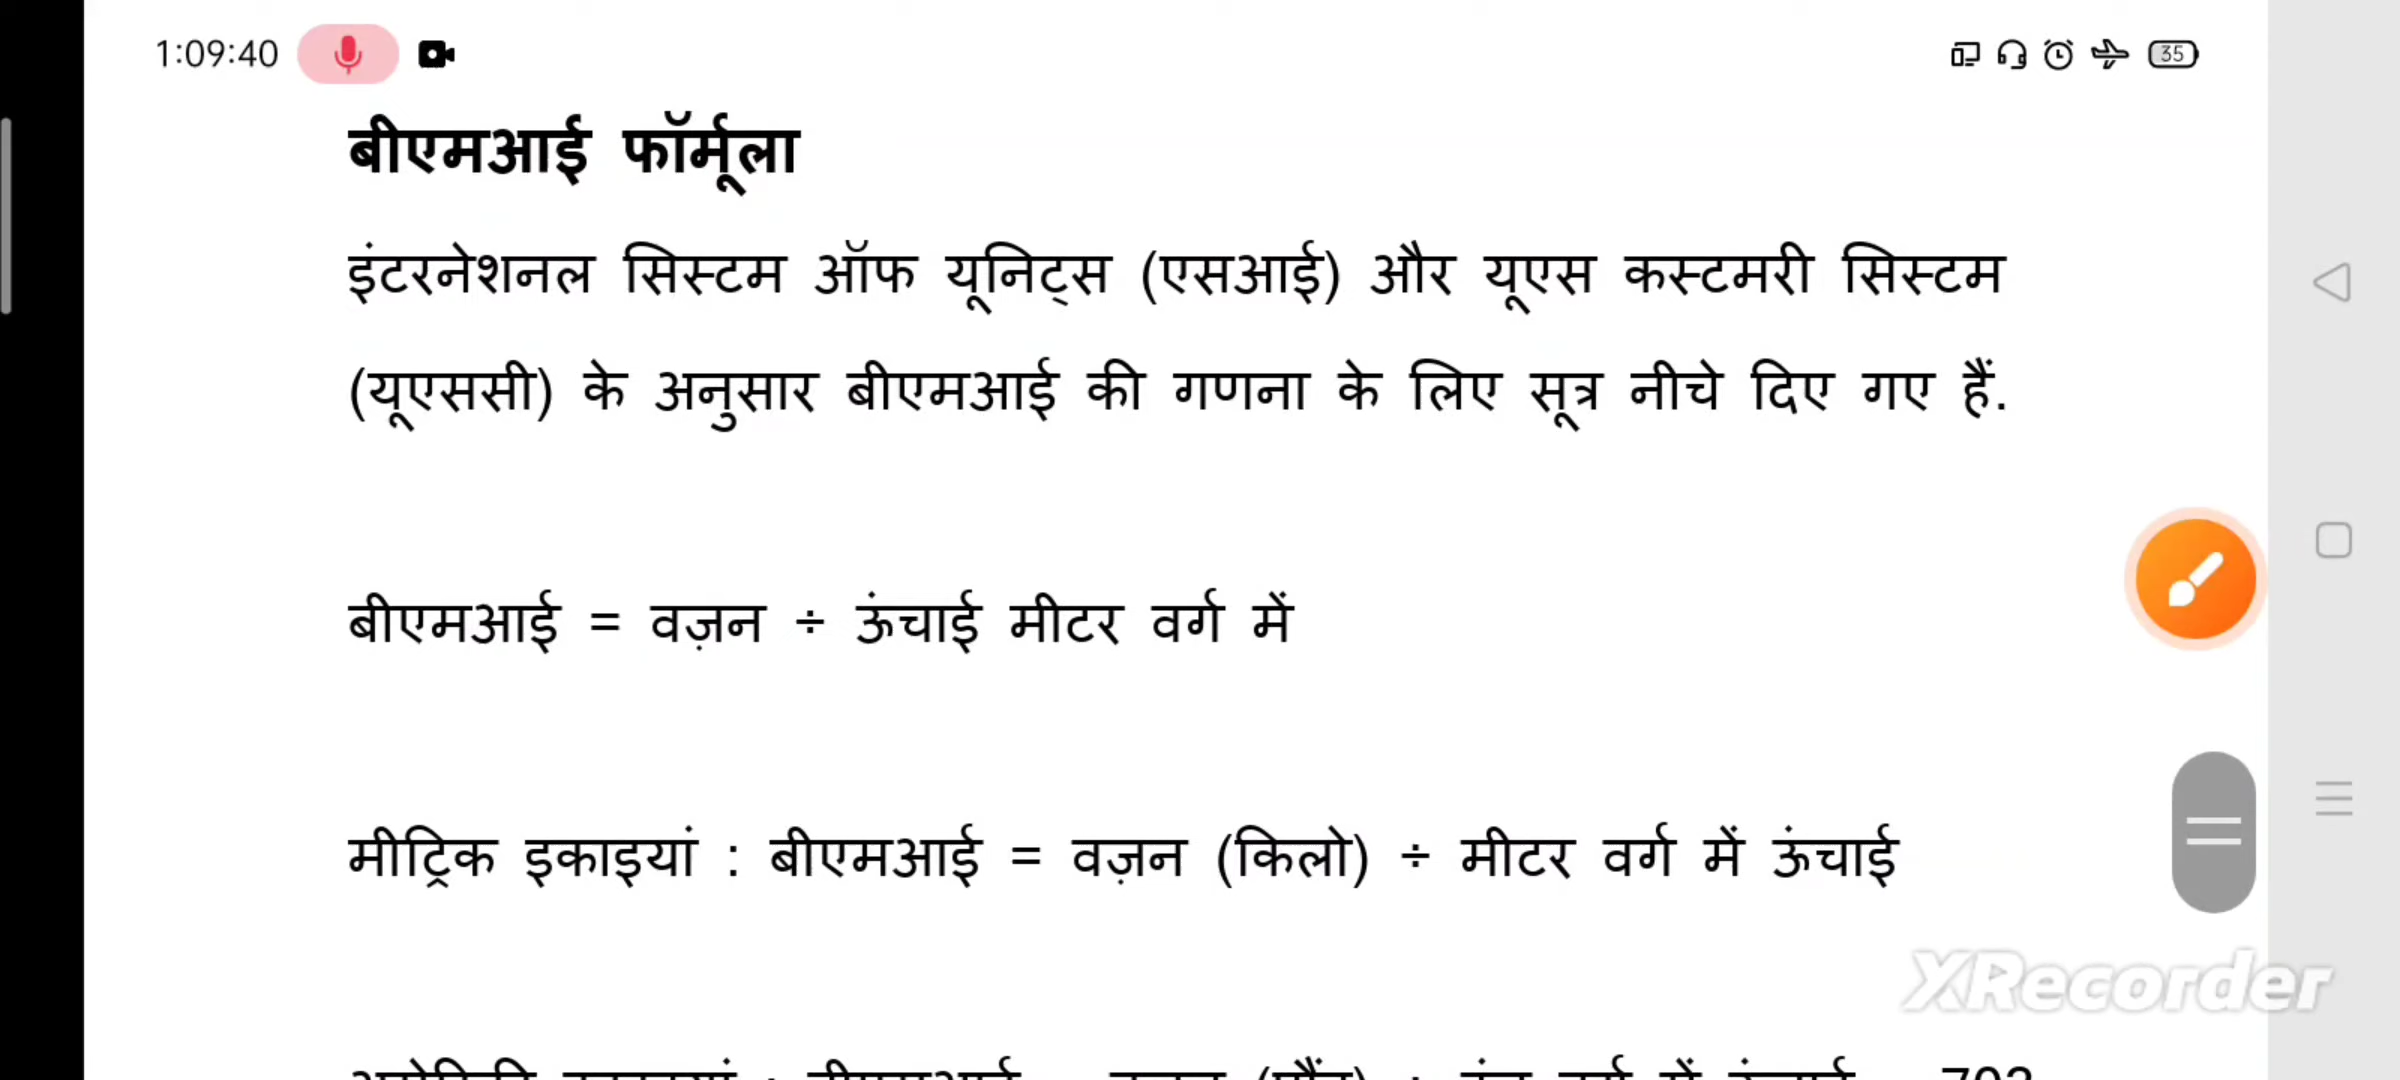 1:09:40
35
बीएमआई फॉर्मूला
इंटरनेशनल सिस्टम ऑफ यूनिट्स (एसआई) और यूएस कस्टमरी सिस्टम
(यूएससी) के अनुसार बीएमआई की गणना के लिए सूत्र नीचे दिए गए हैं.
बीएमआई = वज़न ÷ ऊंचाई मीटर वर्ग में
मीट्रिक इकाइयां : बीएमआई = वज़न (किलो) ÷ मीटर वर्ग में ऊंचाई
XRecorder